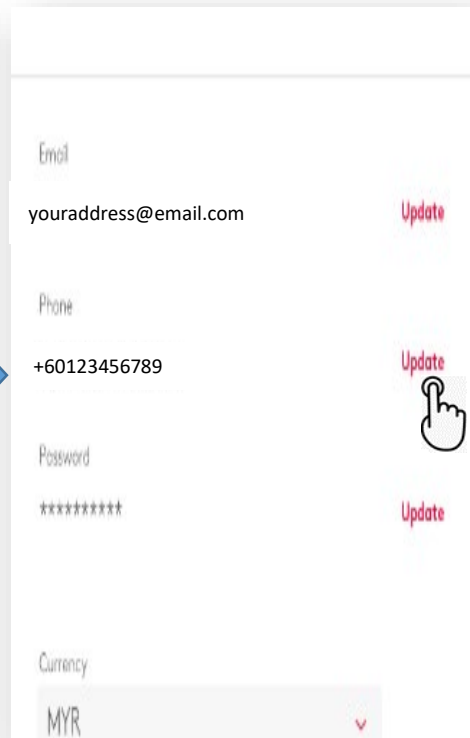 Email
youraddress@email.com Update
Phone
+60123456789 Update
Password
********** Update
Currency
MYR